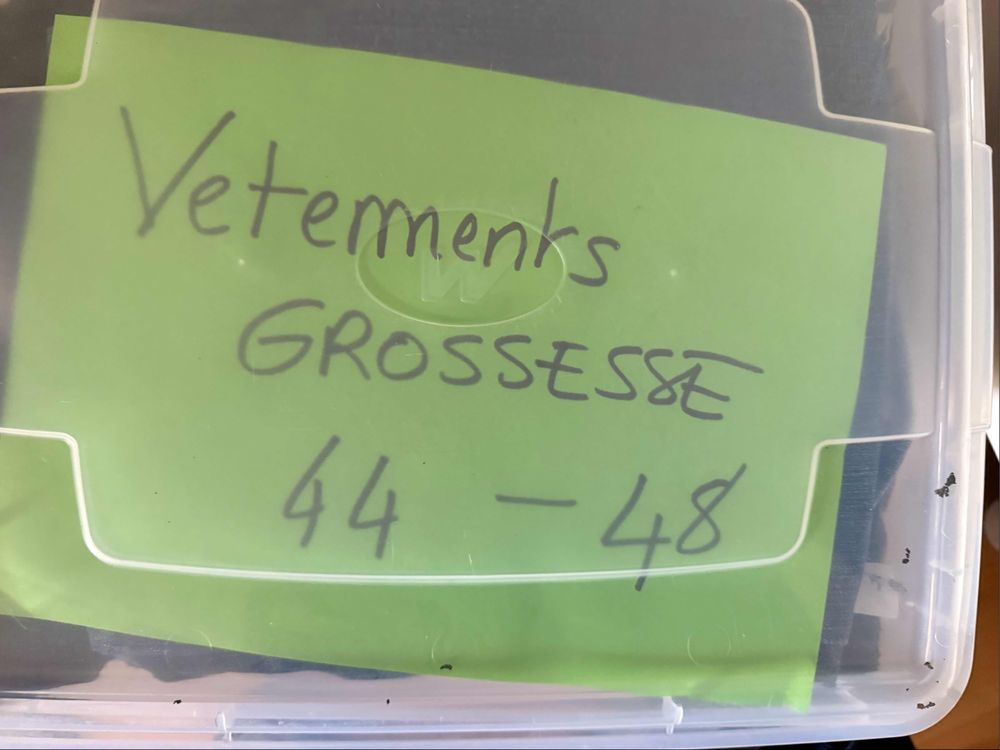 Vetements
GROSSESSE
44 - 48
W